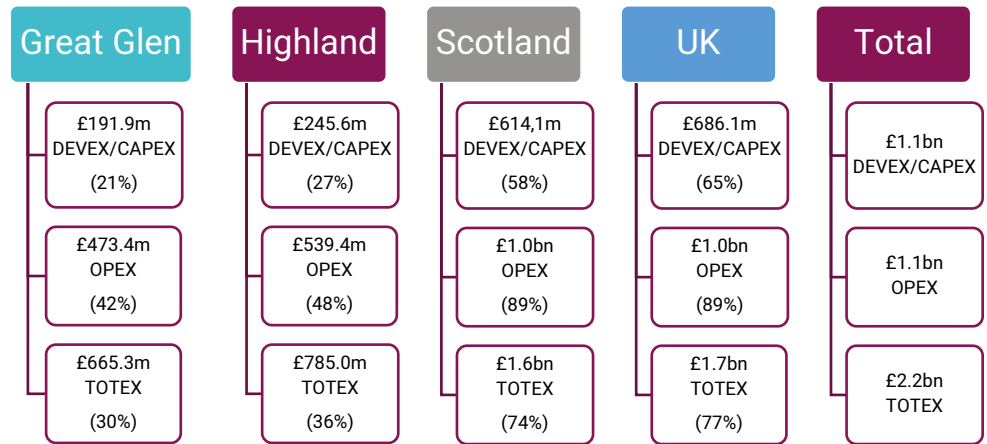 Great Glen
£191.9m
DEVEX/CAPEX
(21%)
£473.4m
OPEX
(42%)
£665.3m
TOTEX
(30%)
Highland
£245.6m
DEVEX/CAPEX
(27%)
£539.4m
OPEX
(48%)
£785.0m
TOTEX
(36%)
Scotland
£614,1m
DEVEX/CAPEX
(58%)
£1.0bn
OPEX
(89%)
£1.6bn
TOTEX
(74%)
UK
£686.1m
DEVEX/CAPEX
(65%)
£1.0bn
OPEX
(89%)
£1.7bn
TOTEX
(77%)
Total
£1.1bn
DEVEX/CAPEX
£1.1bn
OPEX
£2.2bn
TOTEX